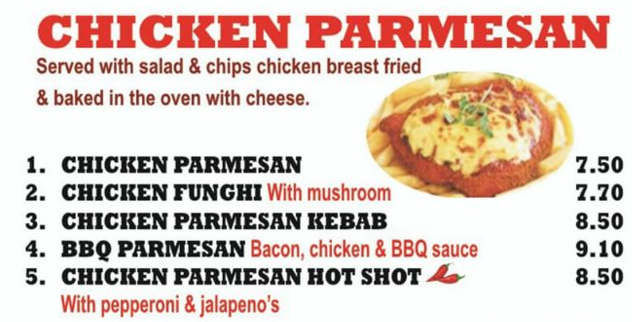 CHICKEN PARMESAN
Served with salad & chips chicken breast fried
& baked in the oven with cheese.
1. CHICKEN PARMESAN 7.50
2. CHICKEN FUNGHI With mushroom 7.70
3. CHICKEN PARMESAN KEBAB 8.50
4. BBQ PARMESAN Bacon, chicken & BBQ sauce 9.10
5. CHICKEN PARMESAN HOT SHOT 8.50
With pepperoni & jalapeno's